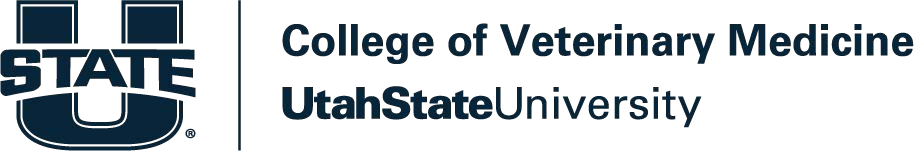 U STATE ®
College of Veterinary Medicine
UtahStateUniversity